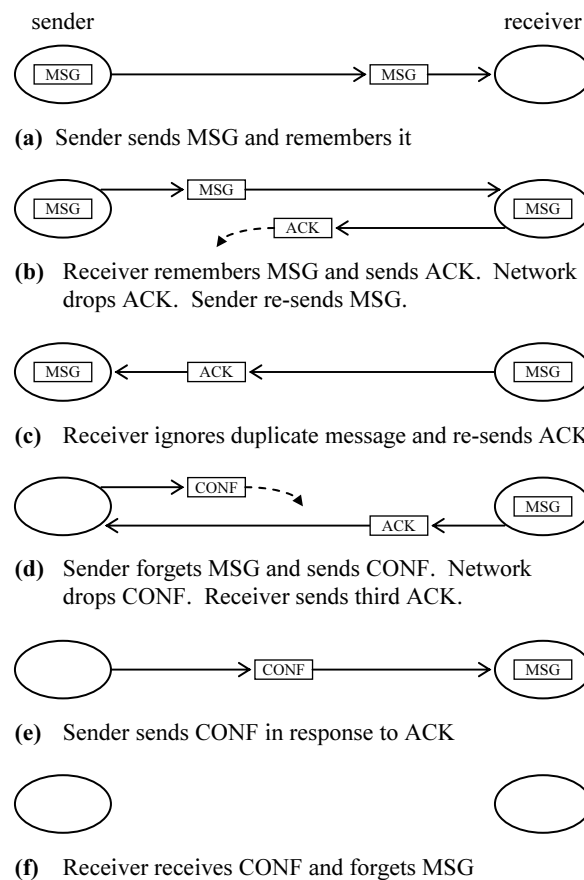 sender receiver
MSG MSG
(a) Sender sends MSG and remembers it
MSG MSG MSG
ACK
(b) Receiver remembers MSG and sends ACK. Network
drops ACK. Sender re-sends MSG.
MSG ACK MSG
(c) Receiver ignores duplicate message and re-sends ACK
CONF MSG
ACK
(d) Sender forgets MSG and sends CONF. Network
drops CONF. Receiver sends third ACK.
CONF MSG
(e) Sender sends CONF in response to ACK
(f) Receiver receives CONF and forgets MSG